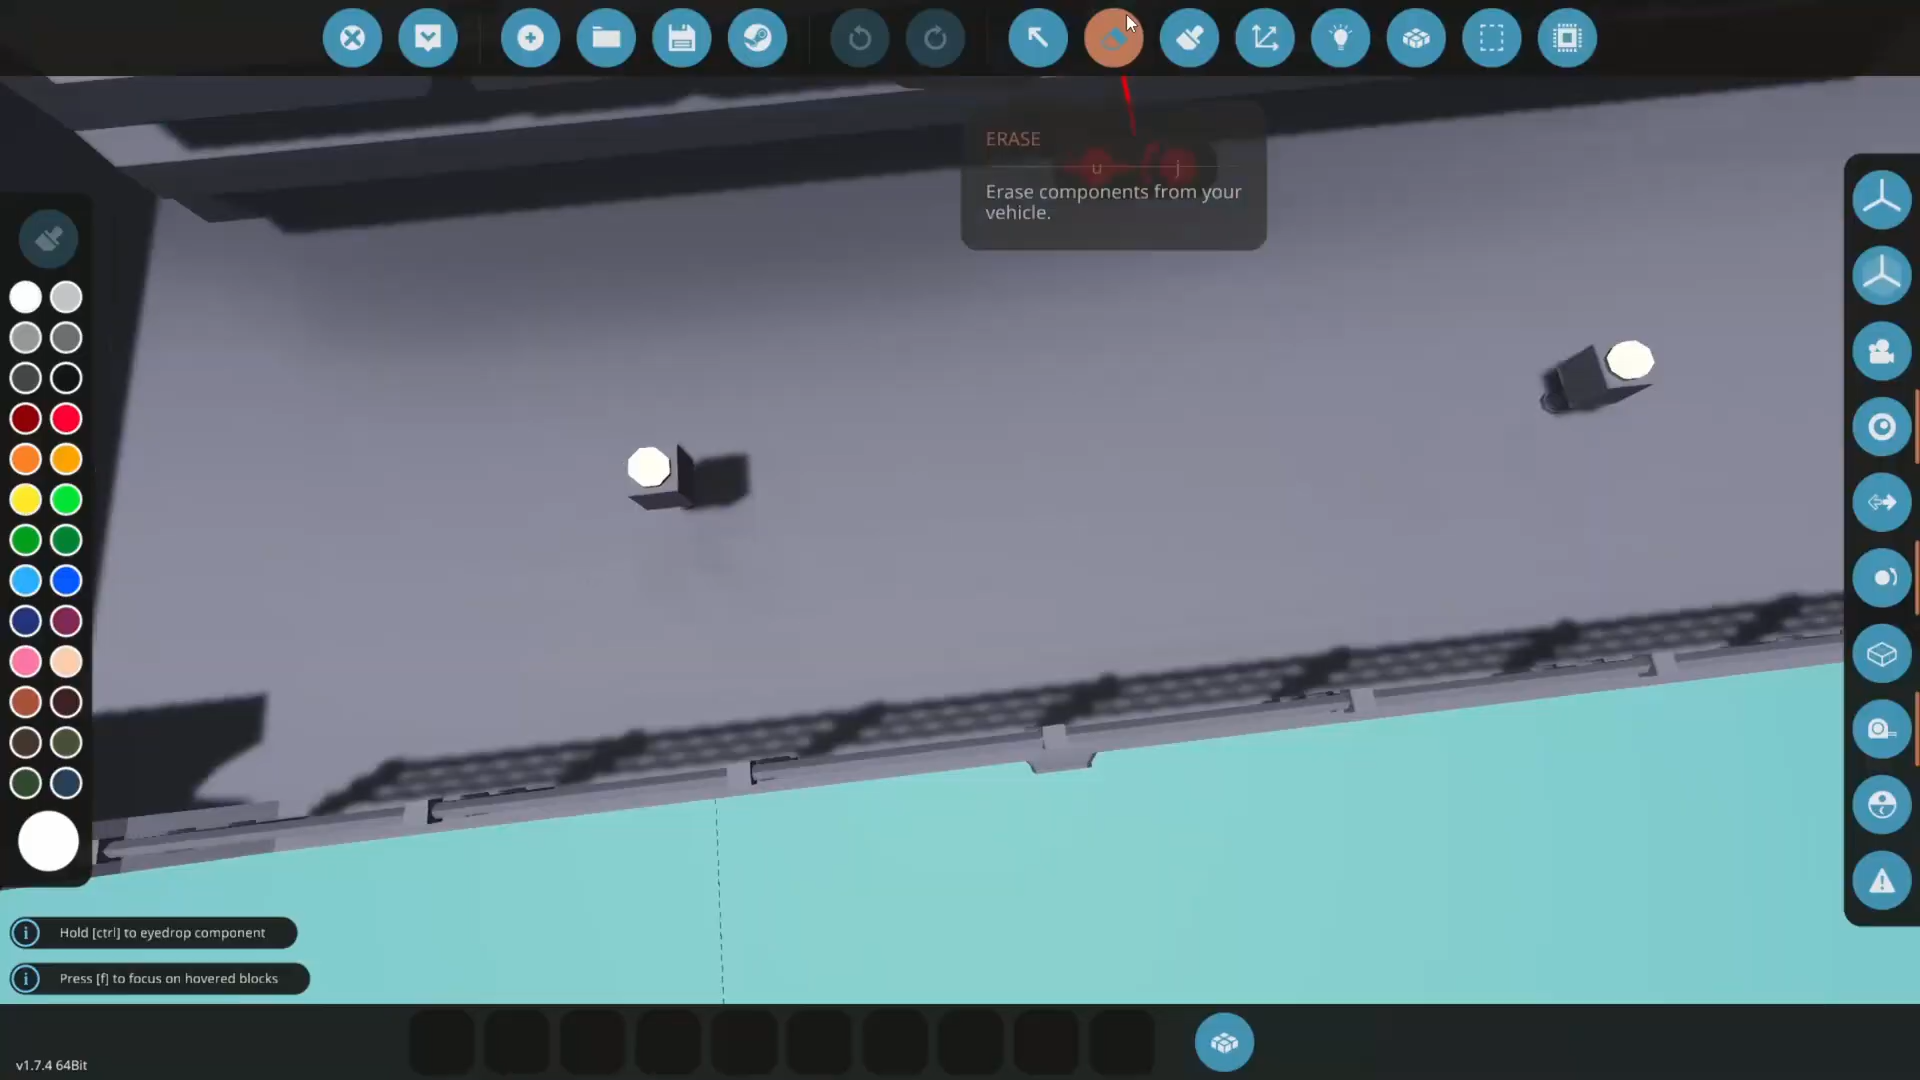 ERASE
u
j
Erase components from your
vehicle.
Hold [ctrl] to eyedrop component
Press [f] to focus on hovered blocks
v1.7.4 64Bit